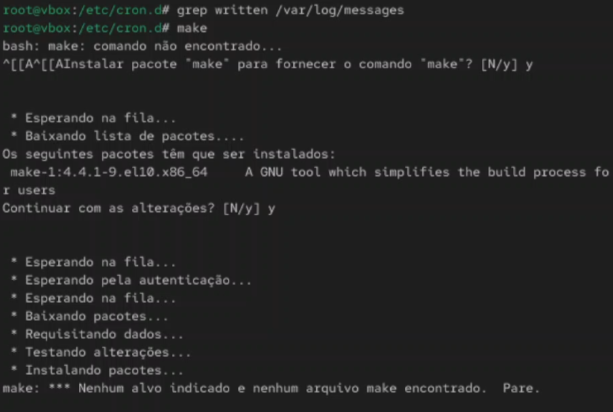 root@vbox:/etc/cron.d# grep written /var/log/messages
root@vbox:/etc/cron.d# make
bash: make: comando não encontrado...
^[[A^[[AInstalar pacote "make" para fornecer o comando "make"? [N/y] y
* Esperando na fila...
* Baixando lista de pacotes....
Os seguintes pacotes têm que ser instalados:
make-1:4.4.1-9.el10.x86_64 A GNU tool which simplifies the build process fo
r users
Continuar com as alterações? [N/y] y
* Esperando na fila...
* Esperando pela autenticação...
* Esperando na fila...
* Baixando pacotes...
* Requisitando dados...
* Testando alterações...
* Instalando pacotes...
make: *** Nenhum alvo indicado e nenhum arquivo make encontrado. Pare.